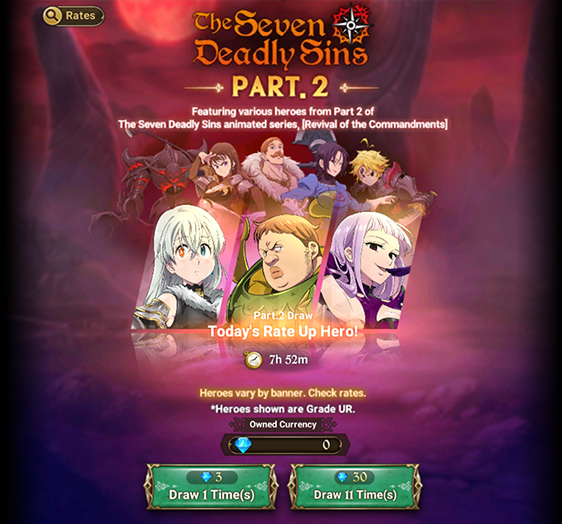 Rates
The Seven
Deadly Sins
PART. 2
Featuring various heroes from Part 2 of
The Seven Deadly Sins animated series, [Revival of the Commandments]
Part.2 Draw
Today's Rate Up Hero!
7h 52m
Heroes vary by banner. Check rates.
*Heroes shown are Grade UR.
Owned Currency
0
3
Draw 1 Time(s)
30
Draw 11 Time(s)